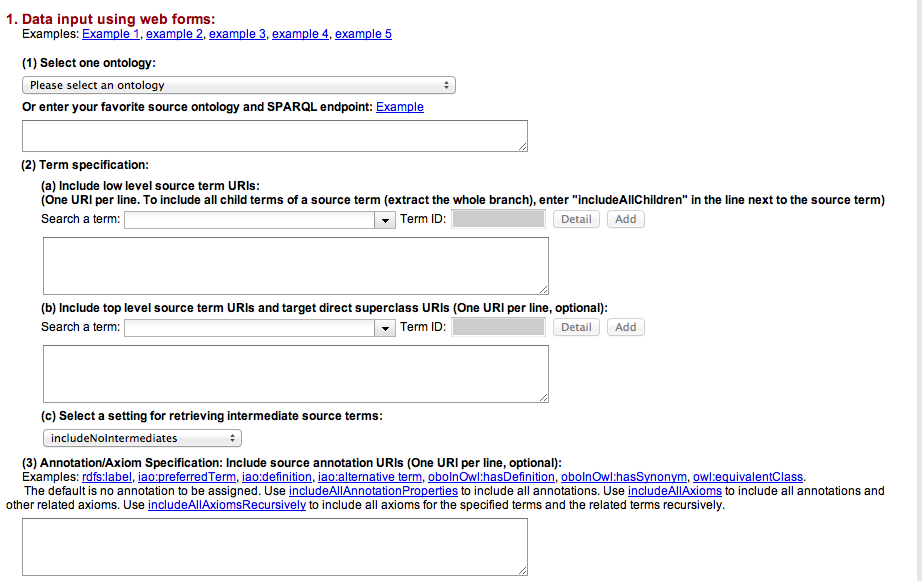 1. Data input using web forms:
Examples: Example 1, example 2, example 3, example 4, example 5
(1) Select one ontology:
Please select an ontology
Or enter your favorite source ontology and SPARQL endpoint: Example
(2) Term specification:
(a) Include low level source term URIs:
(One URI per line. To include all child terms of a source term (extract the whole branch), enter "includeAllChildren" in the line next to the source term)
Search a term: Term ID: Detail Add
(b) Include top level source term URIs and target direct superclass URIs (One URI per line, optional):
Search a term: Term ID: Detail Add
(c) Select a setting for retrieving intermediate source terms:
includeNoIntermediates
(3) Annotation/Axiom Specification: Include source annotation URIs (One URI per line, optional):
Examples: rdfs:label, iao:preferredTerm, iao:definition, iao:alternative term, oboInOwl:hasDefinition, oboInOwl:hasSynonym, owl:equivalentClass.
The default is no annotation to be assigned. Use includeAllAnnotationProperties to include all annotations. Use includeAllAxioms to include all annotations and
other related axioms. Use includeAllAxiomsRecursively to include all axioms for the specified terms and the related terms recursively.